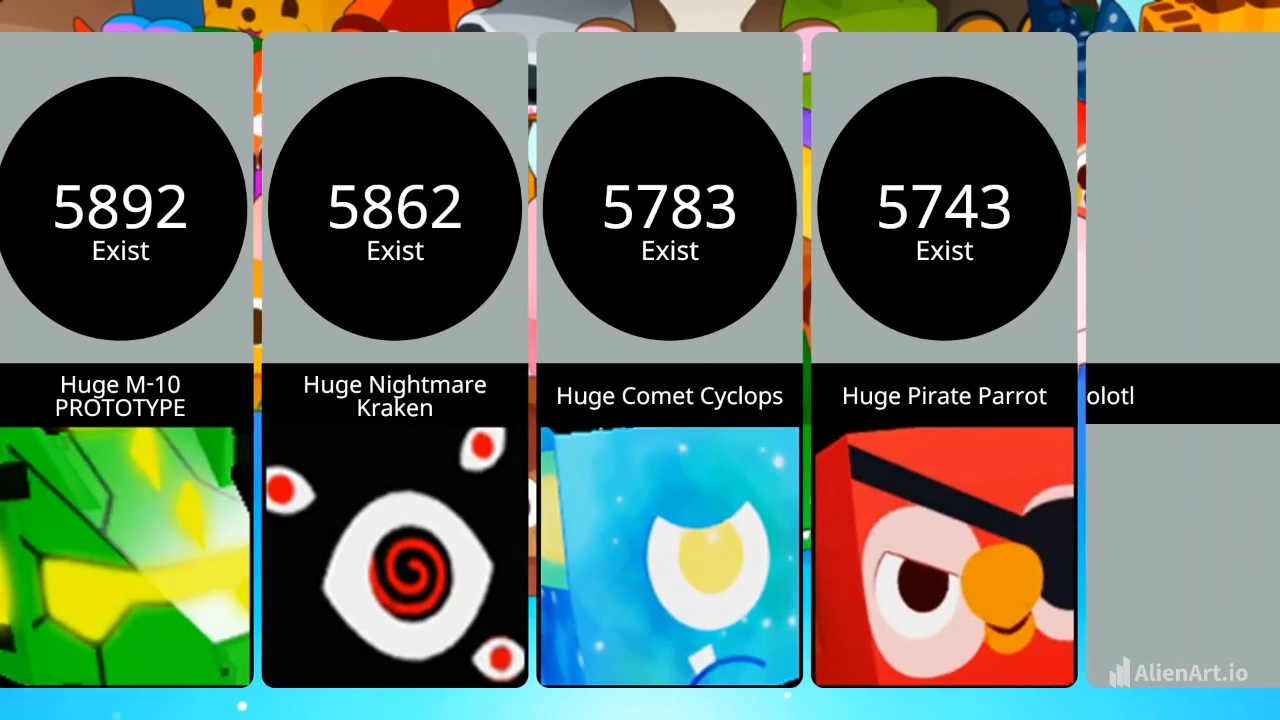 5892
Exist
Huge M-10
PROTOTYPE
5862
Exist
Huge Nightmare
Kraken
5783
Exist
Huge Comet Cyclops
5743
Exist
Huge Pirate Parrot
olotl
AlienArt.io